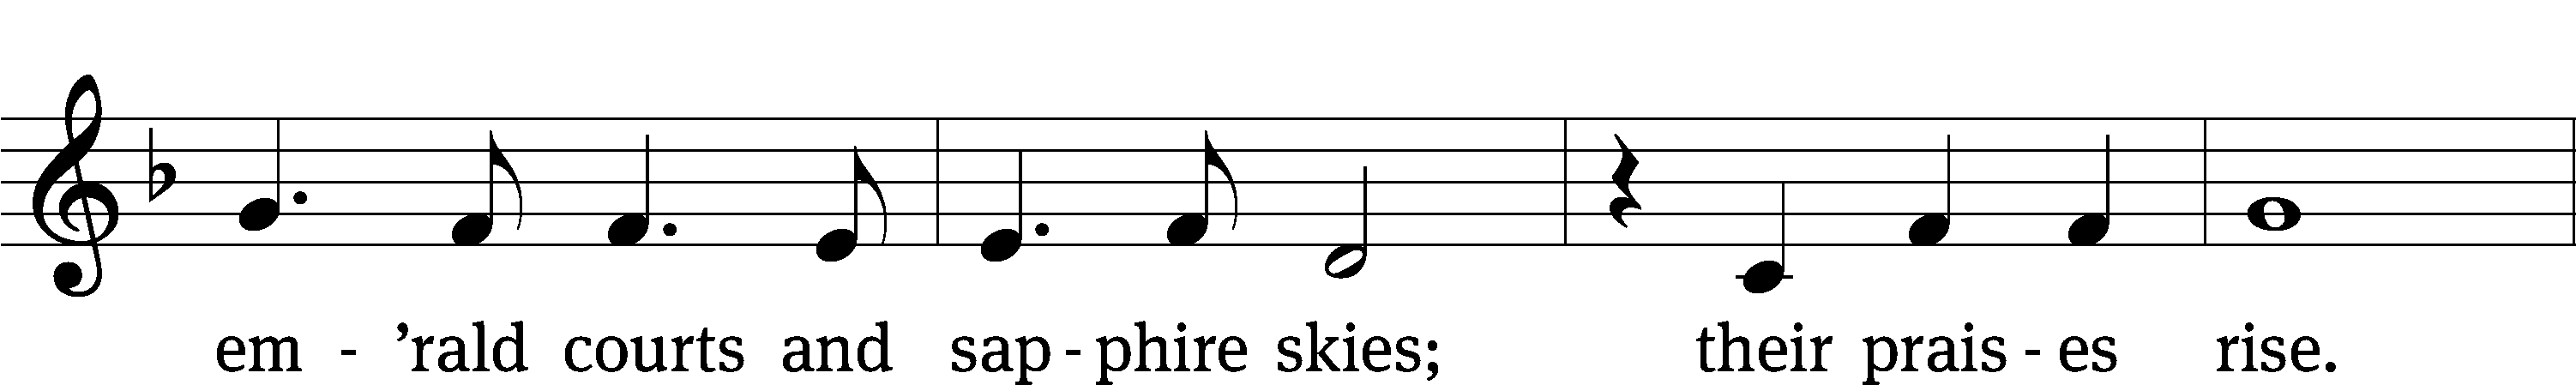 em - ’rald courts and sap - phire skies; their prais - es rise.